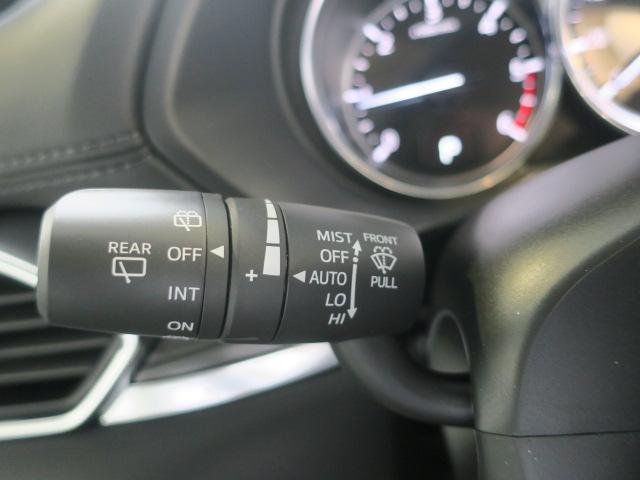 P
REAR
OFF
INT
ON
+
MIST
FRONT
OFF
AUTO
LO
HI
PULL